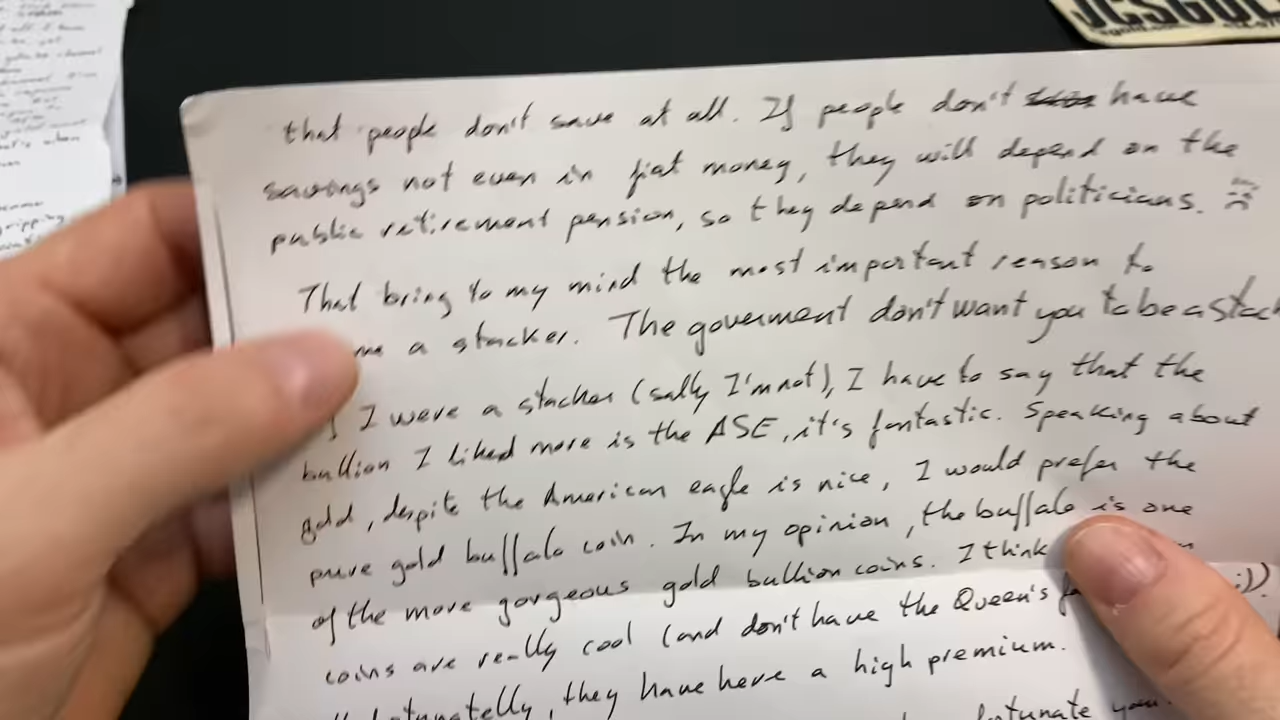 JCSGOL
that people don't save at all. If people don't have
savings not even in fiat money, they will depend on the
public retirement pension, so they depend on politicians.
That bring to my mind the most important reason to
me a stacker. The goverment don't want you to be a stack
I were a stacker (sally I'm not), I have to say that the
bullion I liked more is the ASE, it's fantastic. Speaking about
gold, despite the American eagle is nice, I would prefer the
pure gold buffalo coin. In my opinion, the buffalo is one
of the more gorgeous gold bullion coins. I think
coins are really cool (and don't have the Queen's ;)).
they have here a high premium.
fortunate you.